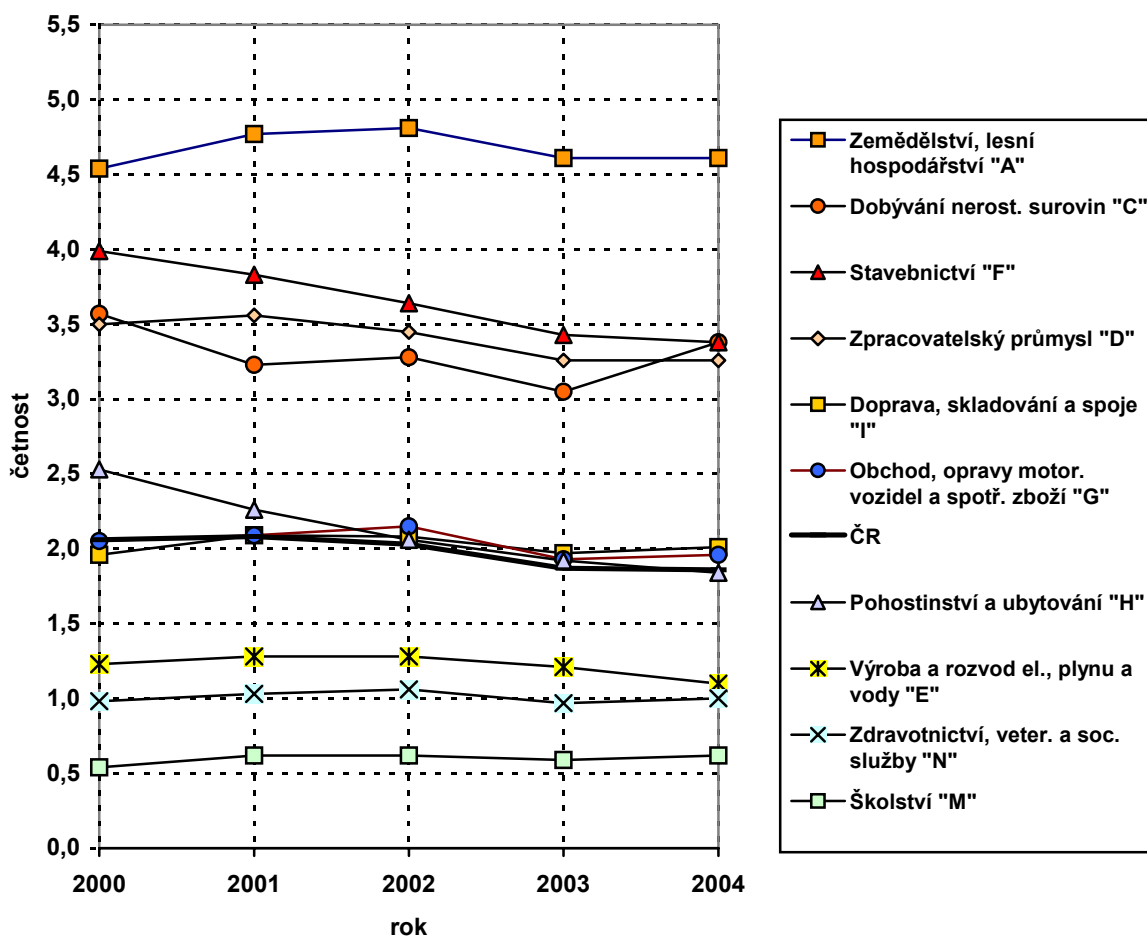 5,5
5,0
4,5
4,0
3,5
3,0
2,5
2,0
1,5
1,0
0,5
0,0
četnost
2000 2001 2002 2003 2004
rok
Zemědělství, lesní
hospodářství "A"
Dobývání nerost. surovin "C"
Stavebnictví "F"
Zpracovatelský průmysl "D"
Doprava, skladování a spoje
"I"
Obchod, opravy motor.
vozidel a spotř. zboží "G"
ČR
Pohostinství a ubytování "H"
Výroba a rozvod el., plynu a
vody "E"
Zdravotnictví, veter. a soc.
služby "N"
Školství "M"